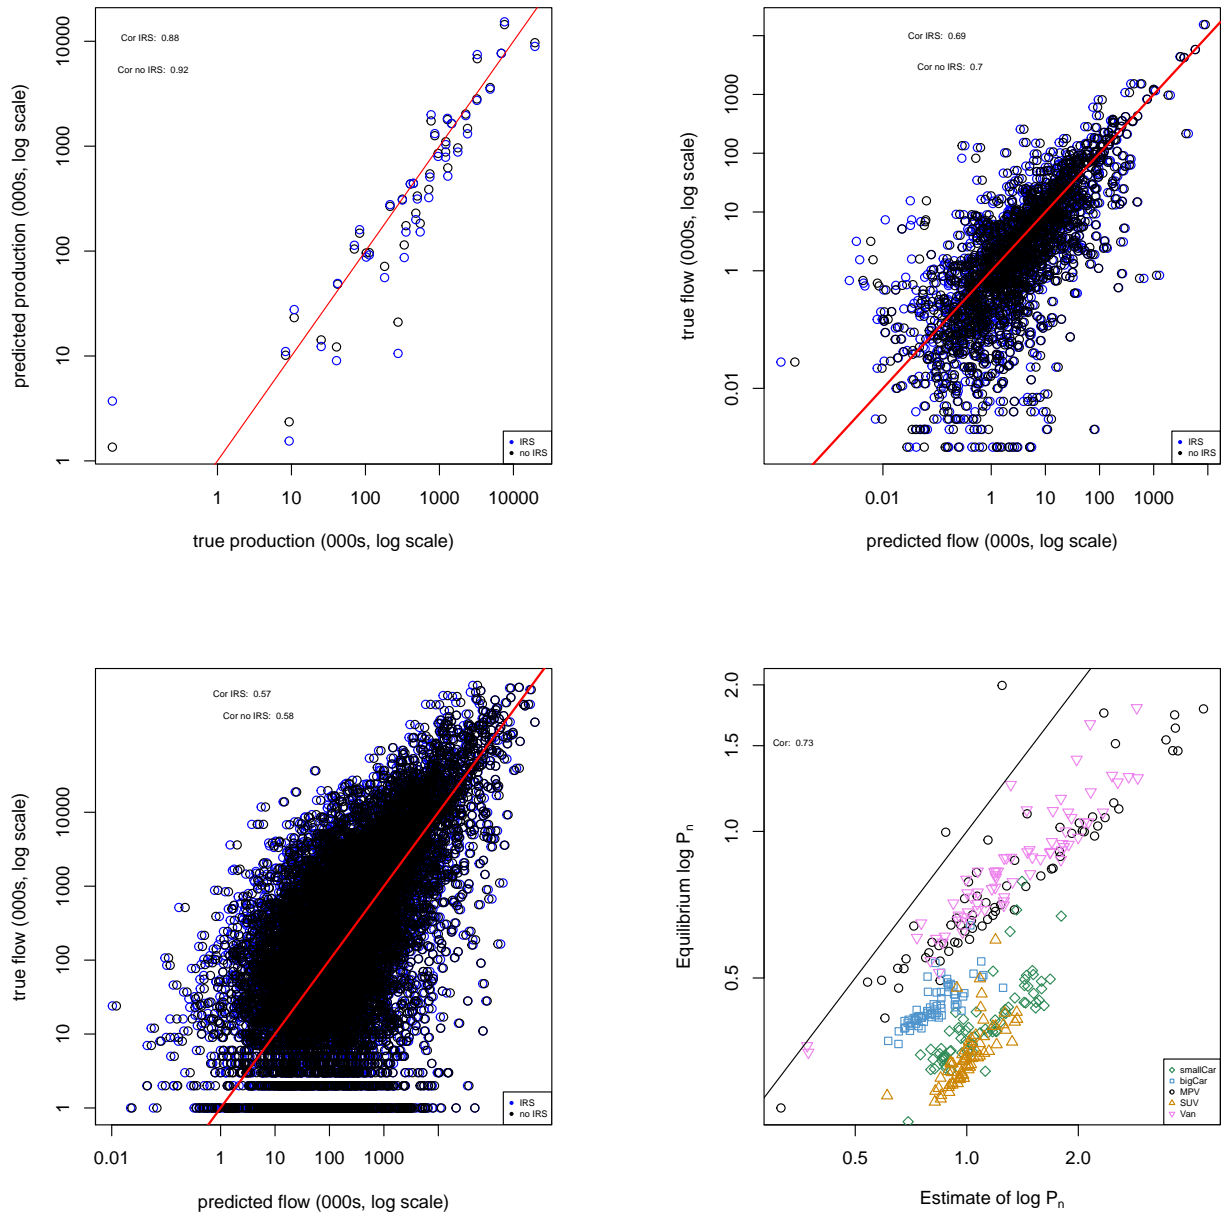 Cor IRS: 0.88
Cor no IRS: 0.92
predicted production (000s, log scale)
10000
1000
100
10
1
1
10
100
1000
10000
true production (000s, log scale)
IRS
no IRS
Cor IRS: 0.69
Cor no IRS: 0.7
true flow (000s, log scale)
1000
100
10
1
0.01
0.01
1
10
100
1000
predicted flow (000s, log scale)
IRS
no IRS
Cor IRS: 0.57
Cor no IRS: 0.58
true flow (000s, log scale)
10000
1000
100
10
1
0.01
1
10
100
1000
predicted flow (000s, log scale)
IRS
no IRS
Cor: 0.73
Equilibrium log P_n
2.0
1.5
1.0
0.5
0.5
1.0
2.0
Estimate of log P_n
smallCar
bigCar
MPV
SUV
Van